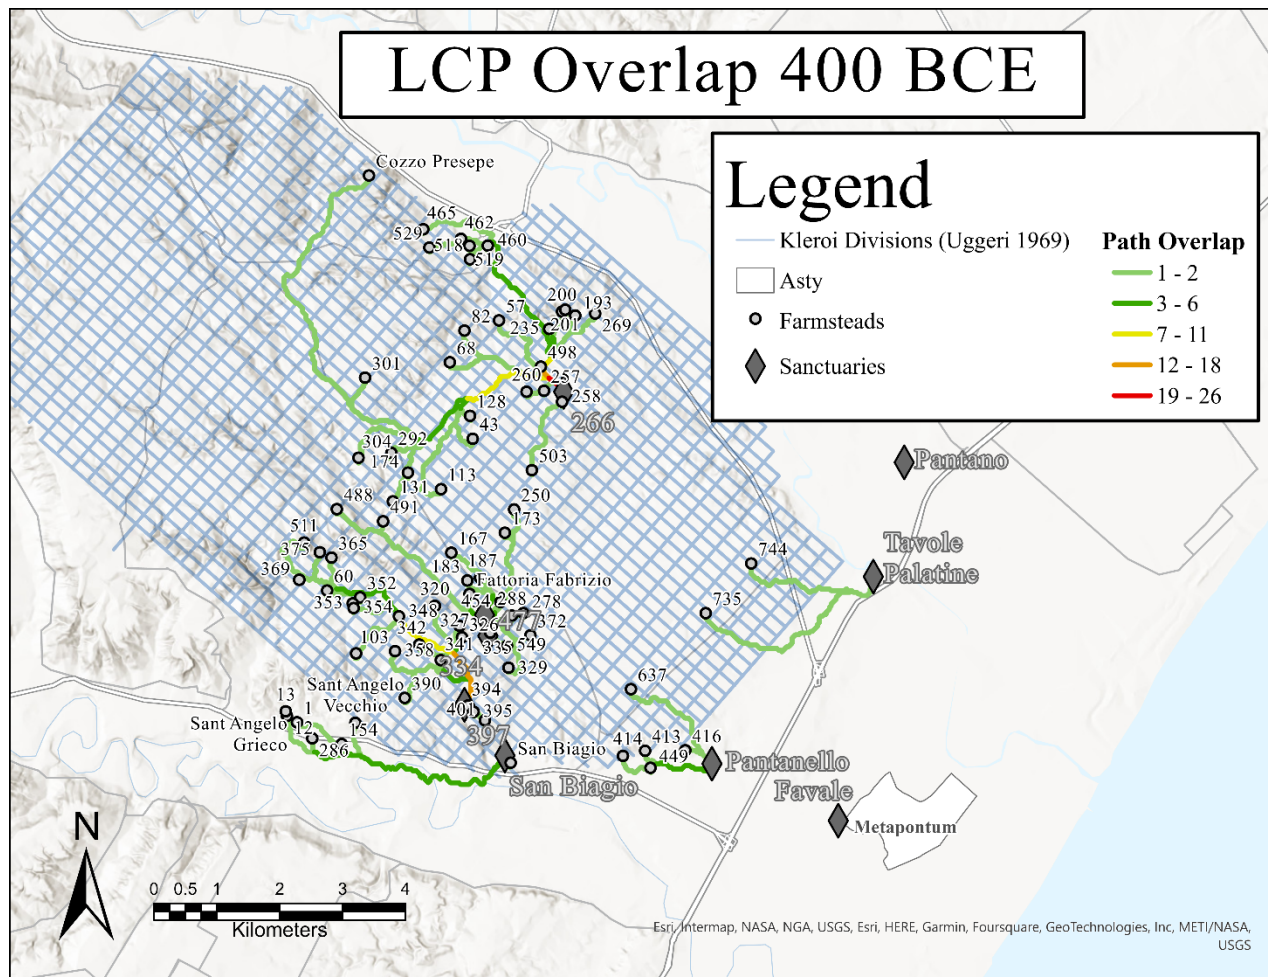 LCP Overlap 400 BCE
Legend
Kleroi Divisions (Uggeri 1969)
Asty
Farmsteads
Sanctuaries
Path Overlap
1 - 2
3 - 6
7 - 11
12 - 18
19 - 26
Cozzo Presepe
465
462
529
518
460
519
200
193
57
82
235
201
269
68
498
301
260
257
258
128
266
43
304
292
174
503
113
131
488
250
491
173
511
375
365
167
744
369
183
187
60
Fattoria Fabrizio
352
320
454
288
278
735
353
354
348
327
326
477
372
342
103
341
335
549
358
334
329
637
Sant Angelo
Vecchio
390
394
13
1
401
395
Sant Angelo
Grieco
12
154
397
414
413
416
286
San Biagio
449
San Biagio
Pantanello
Favale
Metapontum
Pantano
Tavole
Palatine
N
0 0.5 1 2 3 4
Kilometers
Esri, Intermap, NASA, NGA, USGS, Esri, HERE, Garmin, Foursquare, GeoTechnologies, Inc, METI/NASA,
USGS